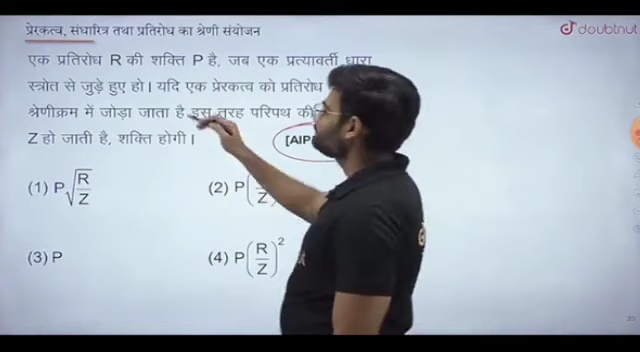 प्रेरकत्व, संधारित्र तथा प्रतिरोध का श्रेणी संयोजन
doubtnut
एक प्रतिरोध R की शक्ति P है, जब एक प्रत्यावर्ती धारा
स्त्रोत से जुड़े हुए हो। यदि एक प्रेरकत्व को प्रतिरोध
श्रेणीक्रम में जोड़ा जाता है इस तरह परिपथ की
Z हो जाती है, शक्ति होगी।
(1) P√(R/Z)
(2) P(
(3) P
(4) P(R/Z)²